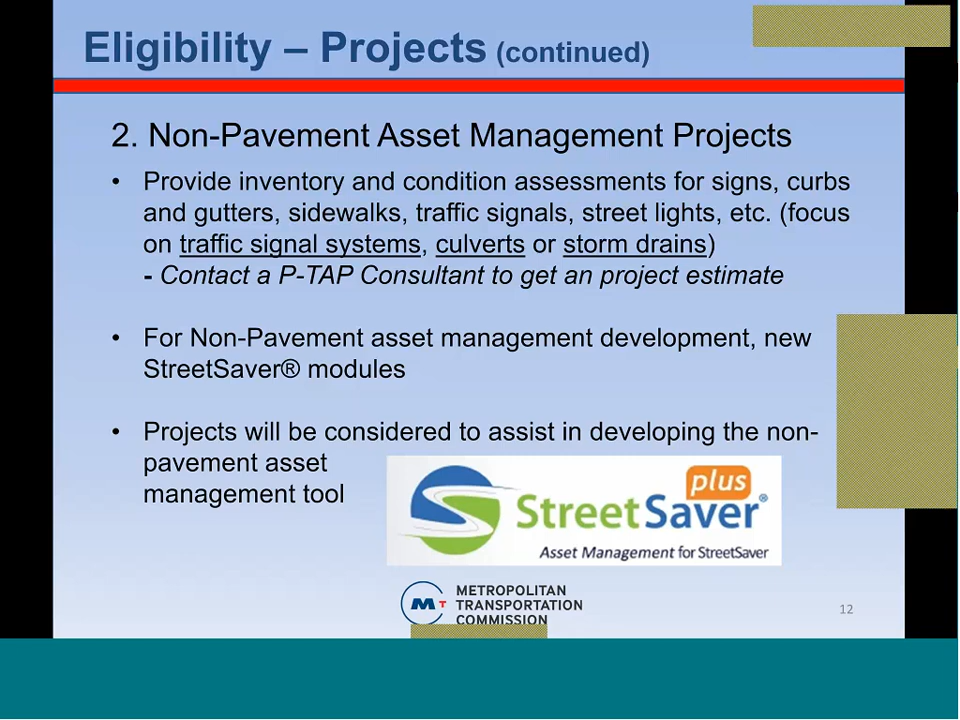 Eligibility – Projects (continued)
2. Non-Pavement Asset Management Projects
• Provide inventory and condition assessments for signs, curbs
and gutters, sidewalks, traffic signals, street lights, etc. (focus
on traffic signal systems, culverts or storm drains)
- Contact a P-TAP Consultant to get an project estimate
• For Non-Pavement asset management development, new
StreetSaver® modules
• Projects will be considered to assist in developing the non-
pavement asset
management tool
plus
StreetSaver®
Asset Management for StreetSaver
MT
METROPOLITAN
TRANSPORTATION
COMMISSION
12